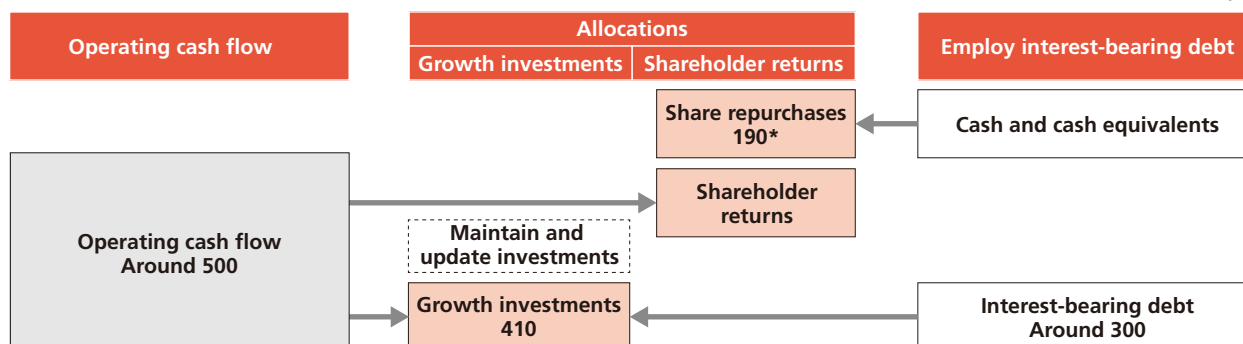 Operating cash flow
Allocations
Growth investments
Shareholder returns
Employ interest-bearing debt
Share repurchases
190*
Cash and cash equivalents
Shareholder
returns
Operating cash flow
Around 500
Maintain and
update investments
Growth investments
410
Interest-bearing debt
Around 300